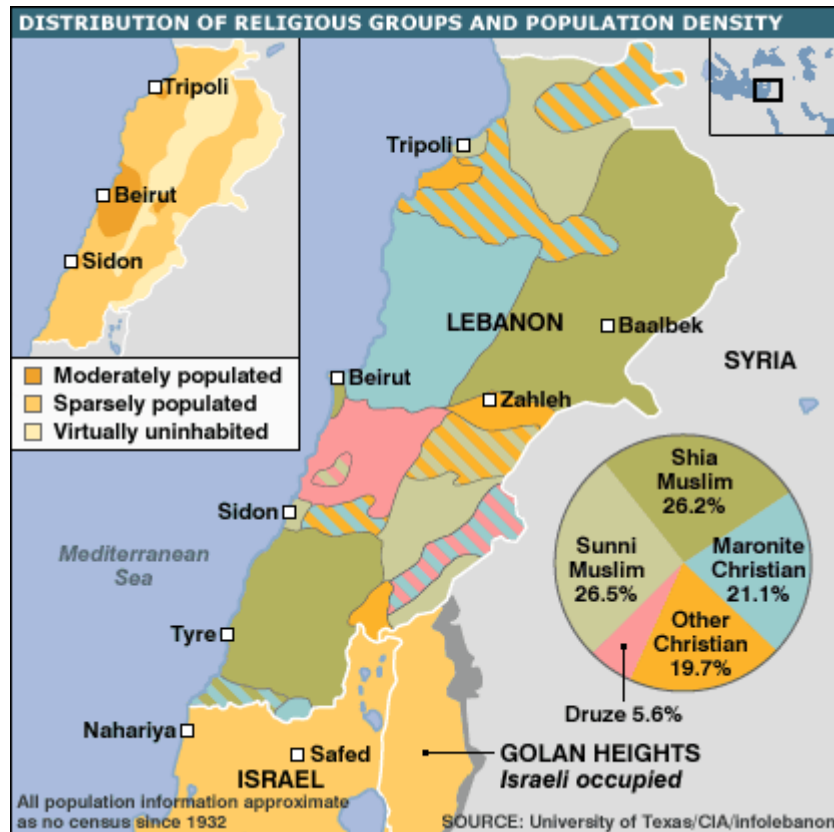 DISTRIBUTION OF RELIGIOUS GROUPS AND POPULATION DENSITY
Tripoli
Beirut
Sidon
Moderately populated
Sparsely populated
Virtually uninhabited
Tripoli
LEBANON
Baalbek
SYRIA
Beirut
Zahleh
Sidon
Mediterranean
Sea
Tyre
Nahariya
Safed
ISRAEL
GOLAN HEIGHTS
Israeli occupied
Shia
Muslim
26.2%
Sunni
Muslim
26.5%
Maronite
Christian
21.1%
Other
Christian
19.7%
Druze 5.6%
All population information approximate
as no census since 1932
SOURCE: University of Texas/CIA/infolebanon